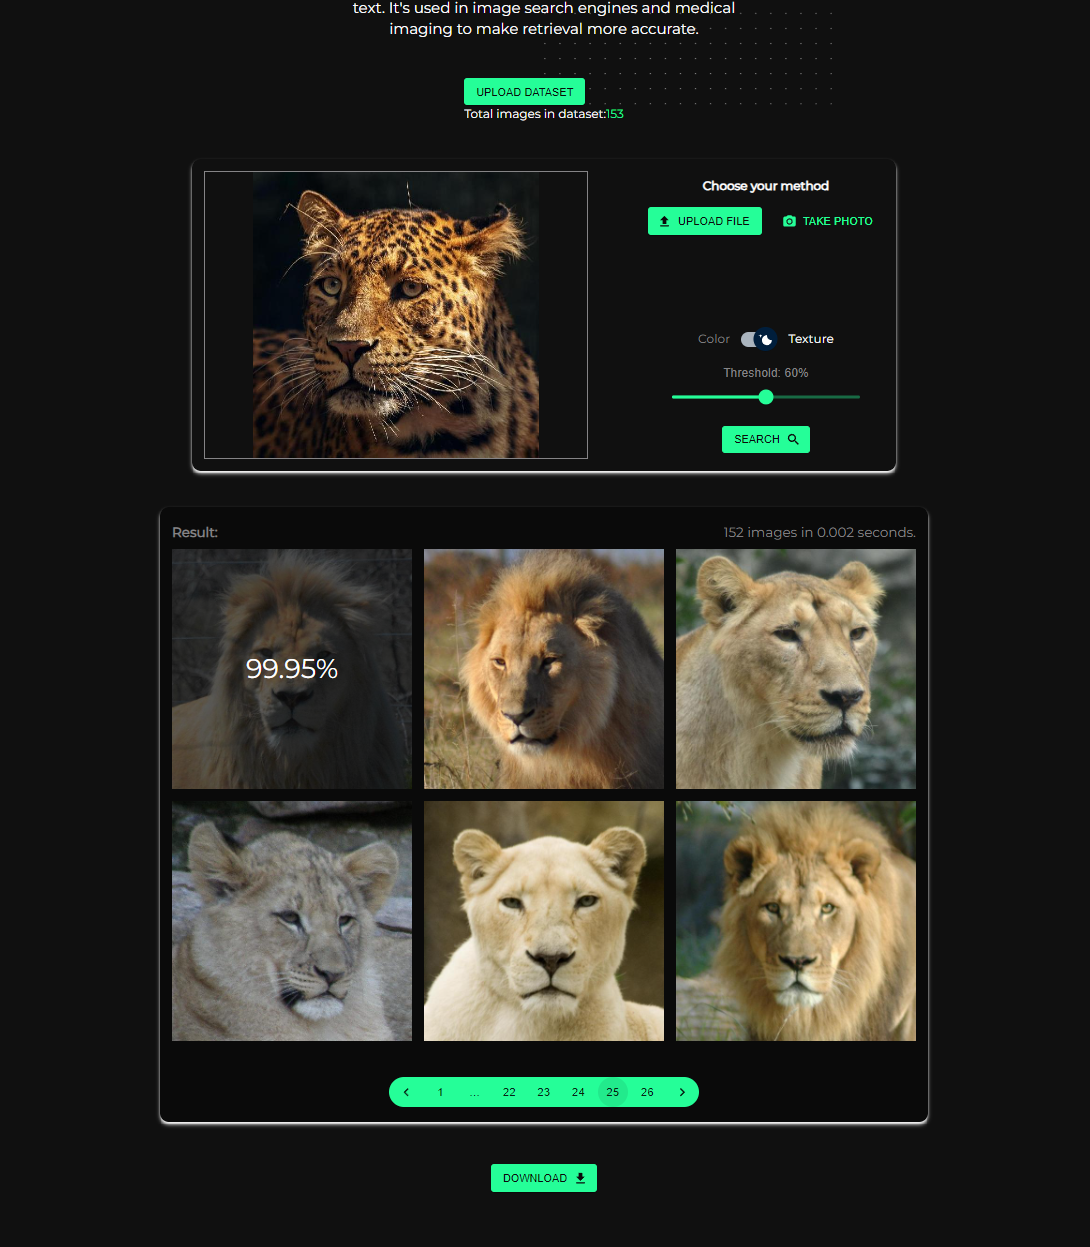 text. It's used in image search engines and medical
imaging to make retrieval more accurate.
UPLOAD DATASET
Total images in dataset:153
Choose your method
UPLOAD FILE
TAKE PHOTO
Color
Texture
Threshold: 60%
SEARCH
Result:
152 images in 0.002 seconds.
99.95%
1 ... 22 23 24 25 26
DOWNLOAD